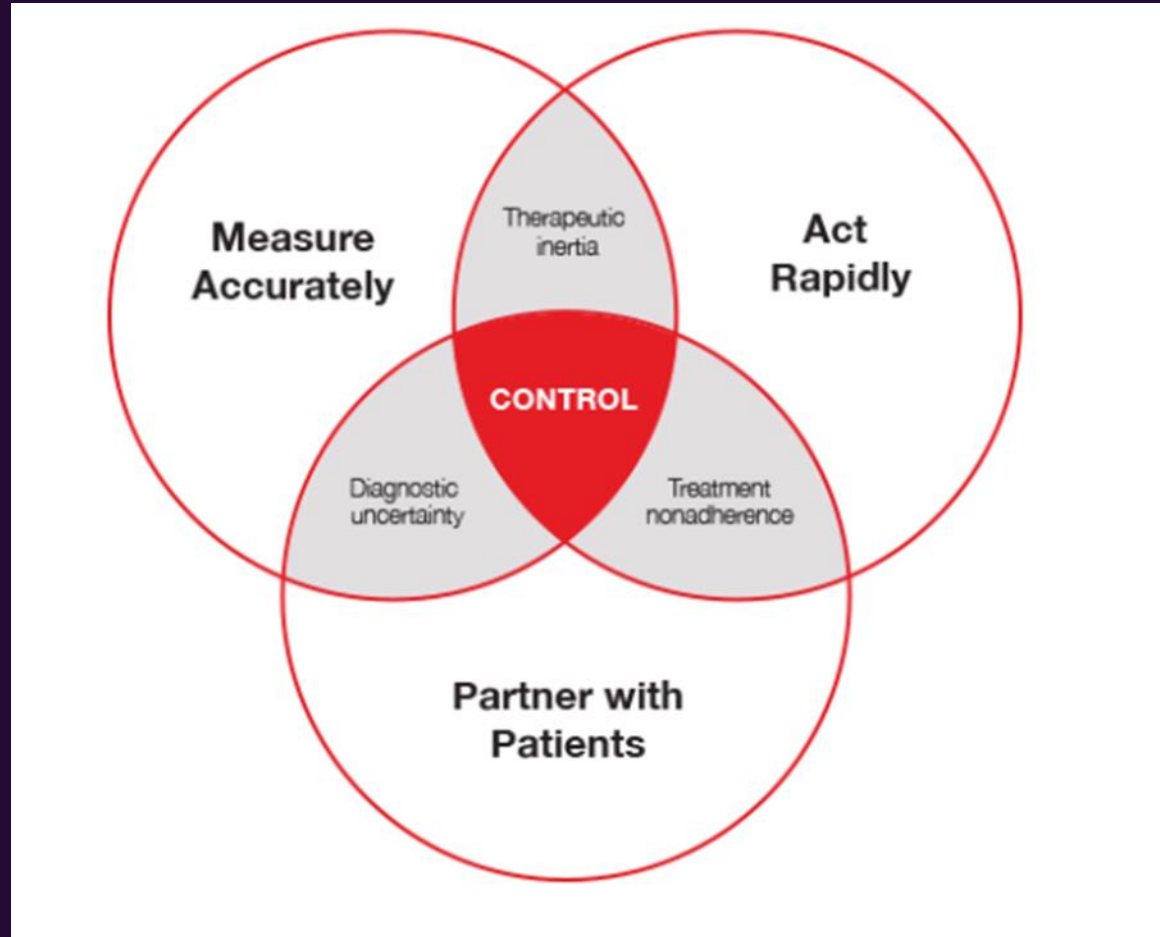 Therapeutic
inertia
Measure
Accurately
Act
Rapidly
CONTROL
Diagnostic
uncertainty
Treatment
nonadherence
Partner with
Patients